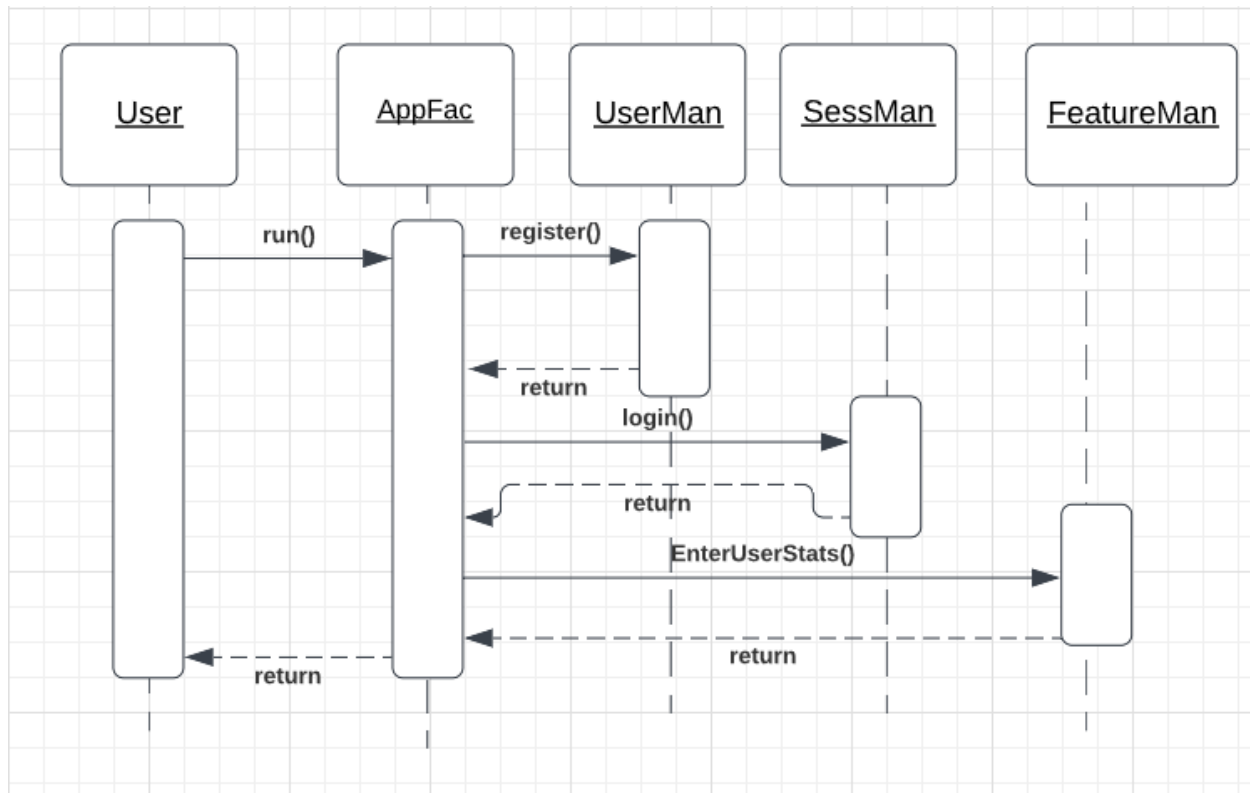 User
AppFac
UserMan
SessMan
FeatureMan
run()
register()
return
login()
return
EnterUserStats()
return
return